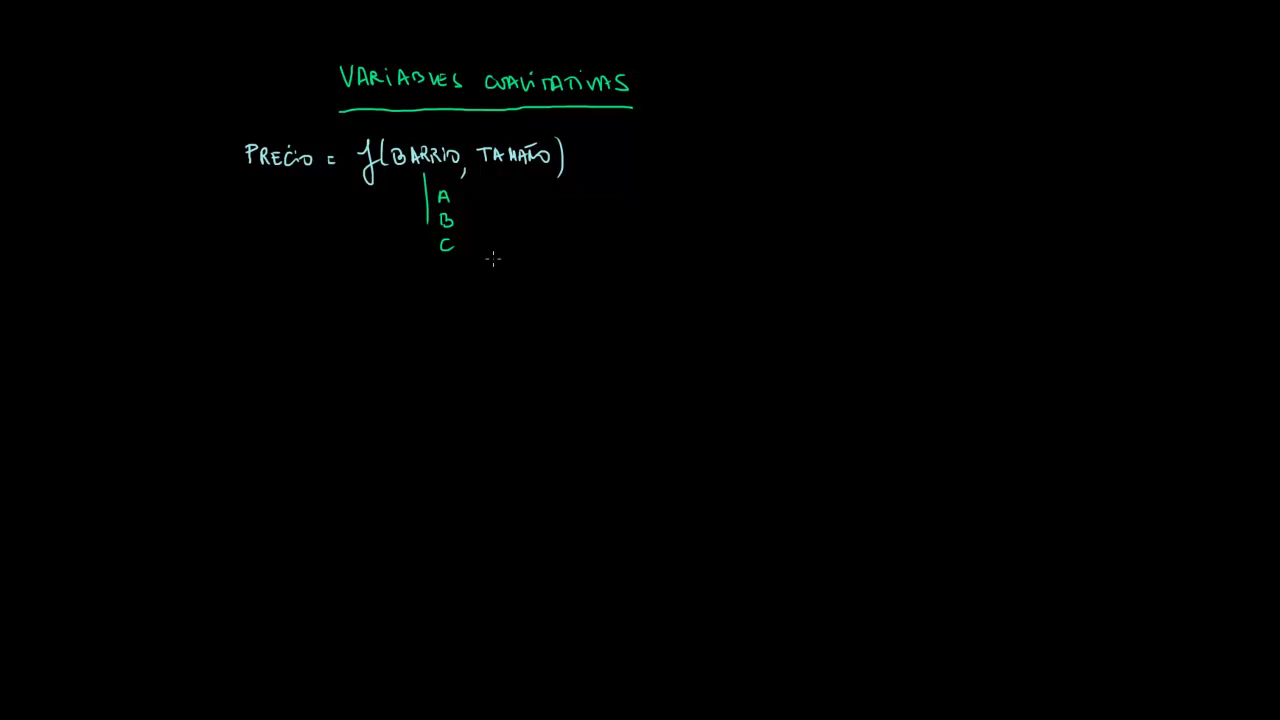 VARIABLES CUALITATIVAS
PRECIO = f(BARRIO, TAMAÑO)
A
B
C